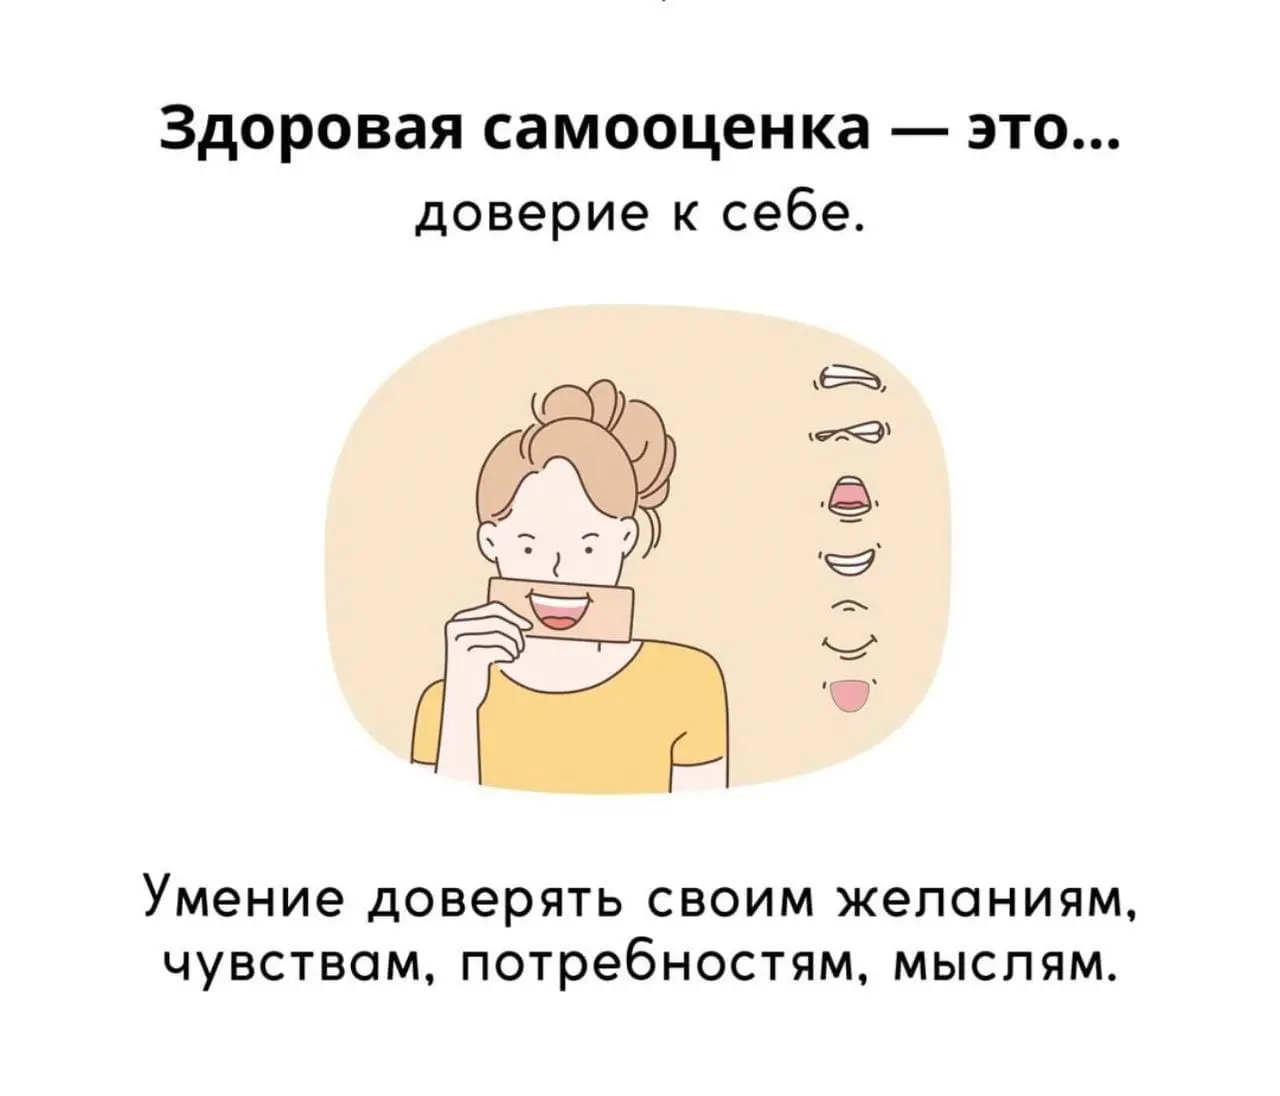 Здоровая самооценка — это...
доверие к себе.
Умение доверять своим желаниям,
чувствам, потребностям, мыслям.